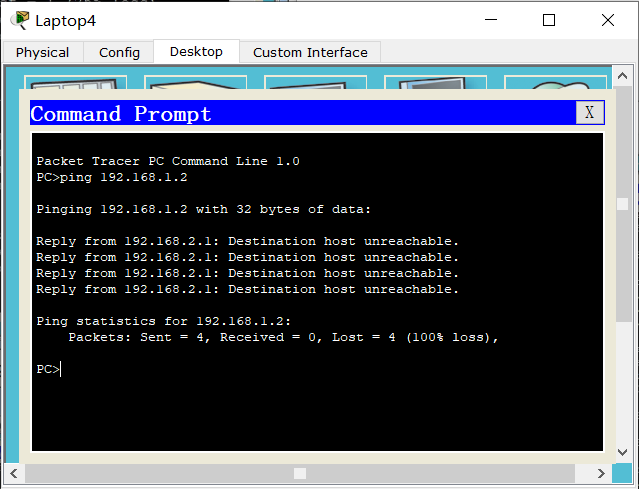 Laptop4
Physical Config Desktop Custom Interface
Command Prompt X
Packet Tracer PC Command Line 1.0
PC>ping 192.168.1.2
Pinging 192.168.1.2 with 32 bytes of data:
Reply from 192.168.2.1: Destination host unreachable.
Reply from 192.168.2.1: Destination host unreachable.
Reply from 192.168.2.1: Destination host unreachable.
Reply from 192.168.2.1: Destination host unreachable.
Ping statistics for 192.168.1.2:
Packets: Sent = 4, Received = 0, Lost = 4 (100% loss),
PC>